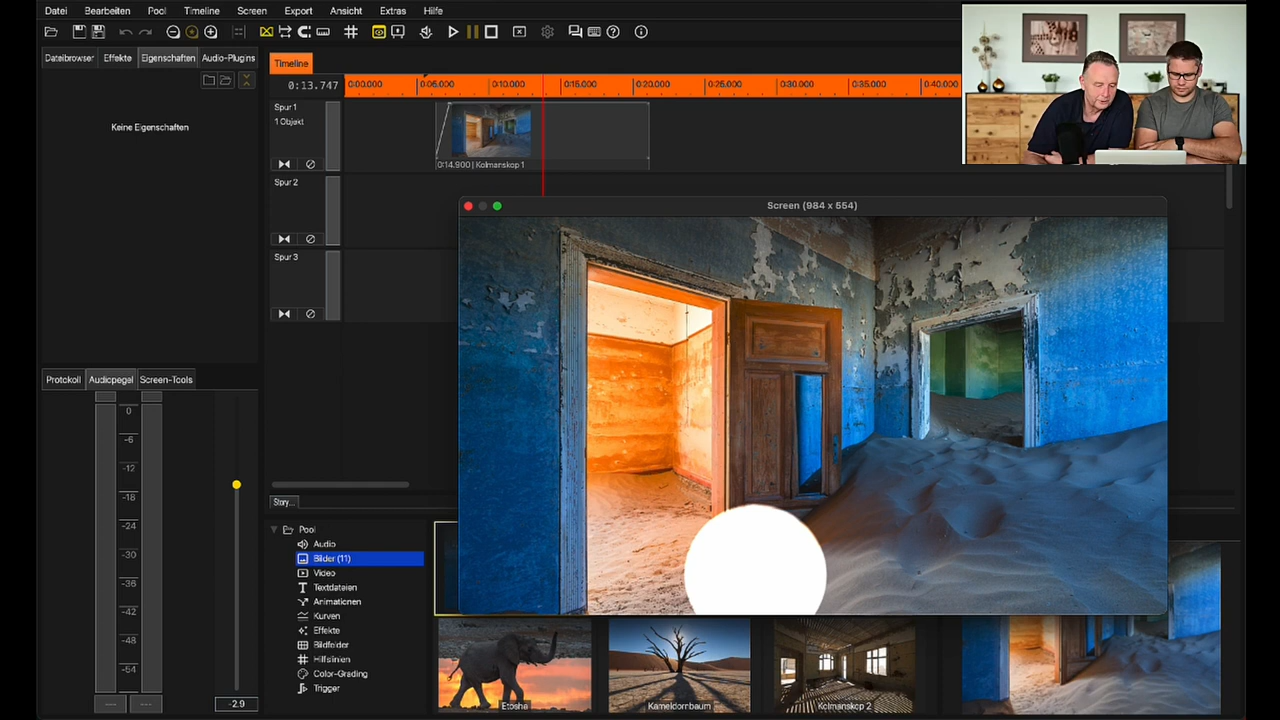 Datei Bearbeiten Pool Timeline Screen Export Ansicht Extras Hilfe
Dateibrowser Effekte Eigenschaften Audio-Plugins
Keine Eigenschaften
Timeline
0:13.747
0:00.000 0:05.000 0:10.000 0:15.000 0:20.000 0:25.000 0:30.000 0:35.000 0:40.000
Spur 1
1 Objekt
0:14.900 | Kolmanskop 1
Spur 2
Spur 3
Screen (984 x 554)
Protokoll Audiopegel Screen-Tools
0
-6
-12
-18
-24
-30
-36
-42
-48
-54
--- ---
-2.9
Story...
Pool
Audio
Bilder (11)
Video
Textdateien
Animationen
Kurven
Effekte
Bildfelder
Hilfslinien
Color-Grading
Trigger
Etosha
Kameldornbaum
Kolmanskop 2